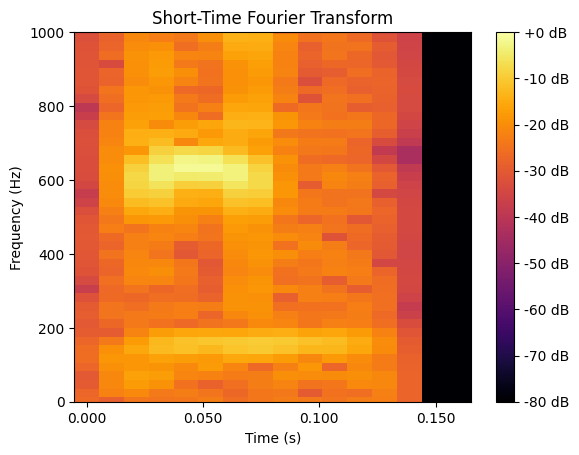 Short-Time Fourier Transform
1000
800
600
400
200
0
Frequency (Hz)
0.000
0.050
0.100
0.150
Time (s)
+0 dB
-10 dB
-20 dB
-30 dB
-40 dB
-50 dB
-60 dB
-70 dB
-80 dB